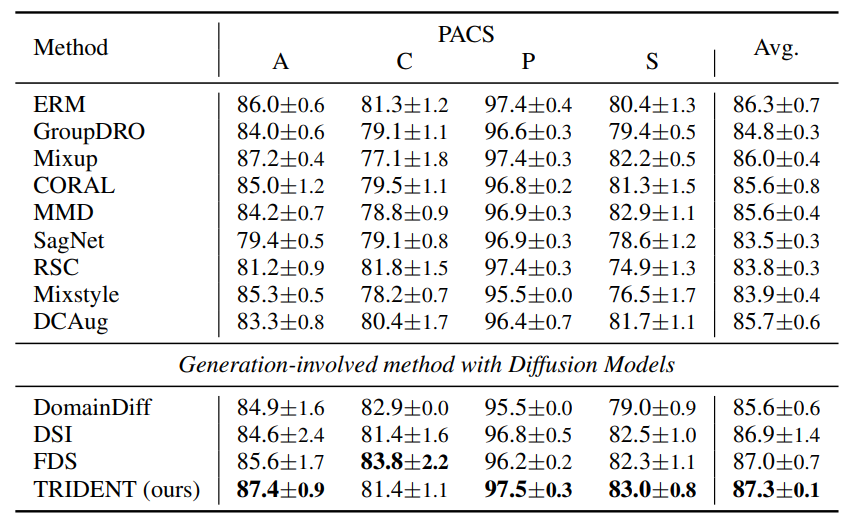 Method PACS Avg.
A C P S
ERM 86.0±0.6 81.3±1.2 97.4±0.4 80.4±1.3 86.3±0.7
GroupDRO 84.0±0.6 79.1±1.1 96.6±0.3 79.4±0.5 84.8±0.3
Mixup 87.2±0.4 77.1±1.8 97.4±0.3 82.2±0.5 86.0±0.4
CORAL 85.0±1.2 79.5±1.1 96.8±0.2 81.3±1.5 85.6±0.8
MMD 84.2±0.7 78.8±0.9 96.9±0.3 82.9±1.1 85.6±0.4
SagNet 79.4±0.5 79.1±0.8 96.9±0.3 78.6±1.2 83.5±0.3
RSC 81.2±0.9 81.8±1.5 97.4±0.3 74.9±1.3 83.8±0.3
Mixstyle 85.3±0.5 78.2±0.7 95.5±0.0 76.5±1.7 83.9±0.4
DCAug 83.3±0.8 80.4±1.7 96.4±0.7 81.7±1.1 85.7±0.6
Generation-involved method with Diffusion Models
DomainDiff 84.9±1.6 82.9±0.0 95.5±0.0 79.0±0.9 85.6±0.6
DSI 84.6±2.4 81.4±1.6 96.8±0.5 82.5±1.0 86.9±1.4
FDS 85.6±1.7 83.8±2.2 96.2±0.2 82.3±1.1 87.0±0.7
TRIDENT (ours) 87.4±0.9 81.4±1.1 97.5±0.3 83.0±0.8 87.3±0.1